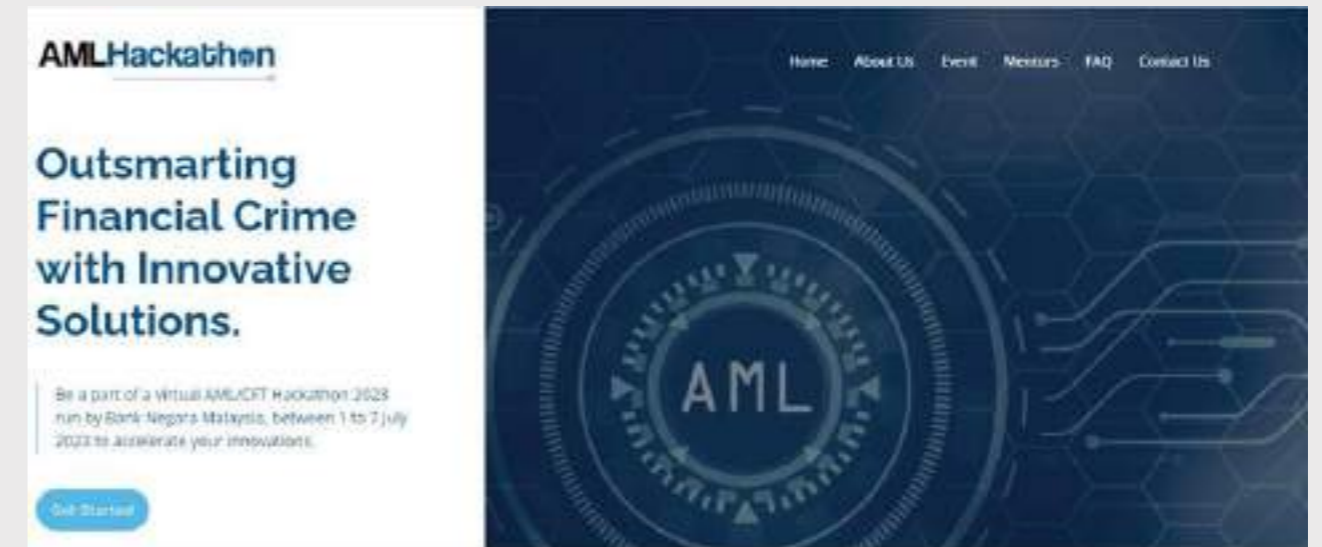 AMLHackathon
Home About Us Event Mentors FAQ Contact Us
Outsmarting
Financial Crime
with Innovative
Solutions.
Be a part of a virtual AML/CFT Hackathon 2023
run by Bank Negara Malaysia, between 1 to 7 July
2023 to accelerate your innovations.
Get Started
AML